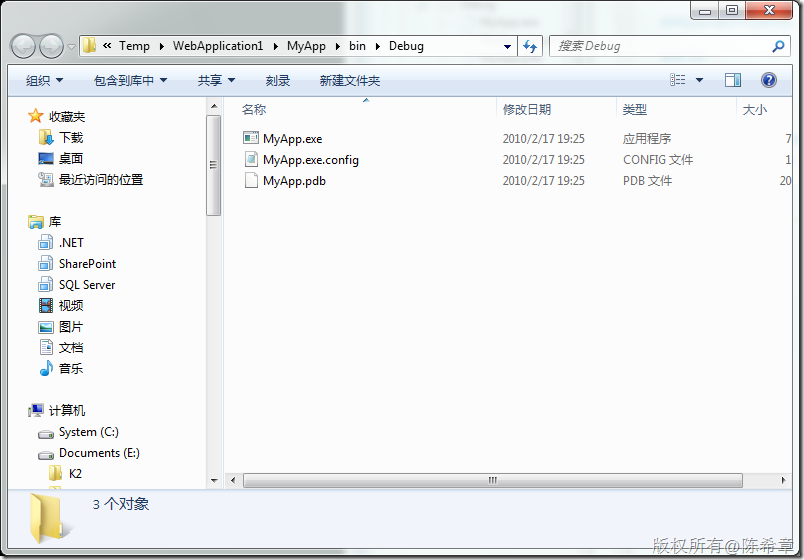 « Temp WebApplication1 MyApp bin Debug 搜索 Debug
组织 包含到库中 共享 刻录 新建文件夹
名称 修改日期 类型 大小
MyApp.exe 2010/2/17 19:25 应用程序 7
MyApp.exe.config 2010/2/17 19:25 CONFIG 文件 1
MyApp.pdb 2010/2/17 19:25 PDB 文件 20
收藏夹
下载
桌面
最近访问的位置
库
.NET
SharePoint
SQL Server
视频
图片
文档
音乐
计算机
System (C:)
Documents (E:)
K2
3 个对象
版权所有@陈希章